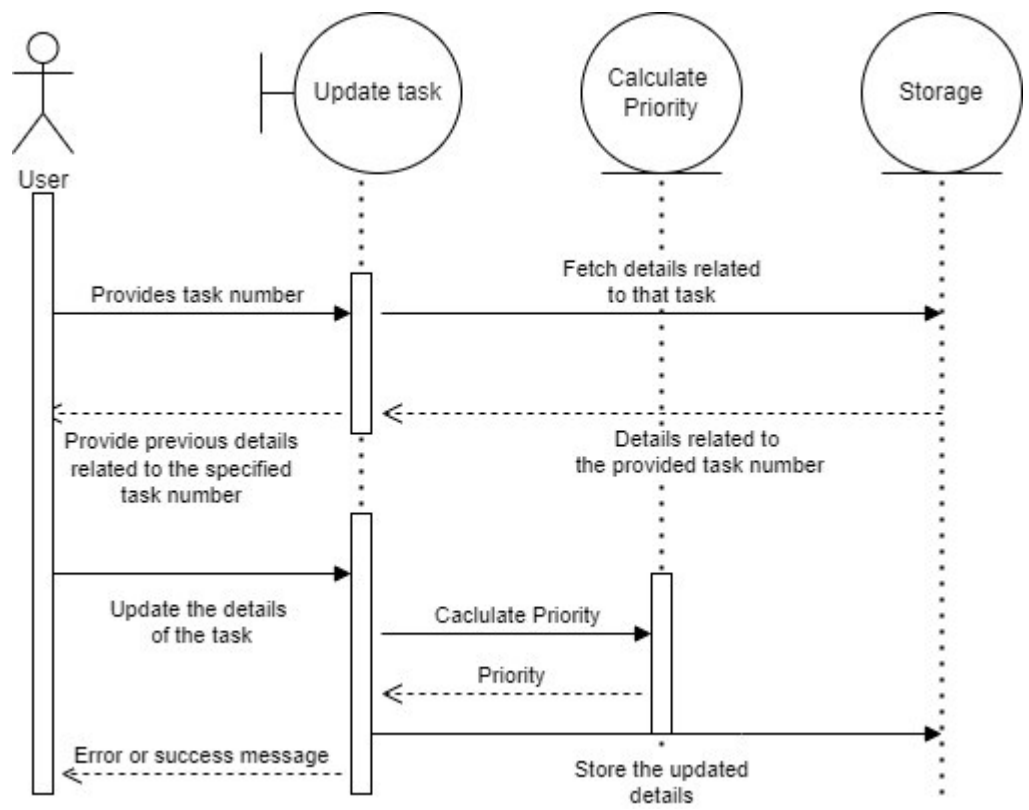 Update task
Calculate
Priority
Storage
User
Provides task number
Fetch details related
to that task
Provide previous details
related to the specified
task number
Details related to
the provided task number
Update the details
of the task
Caclulate Priority
Priority
Error or success message
Store the updated
details